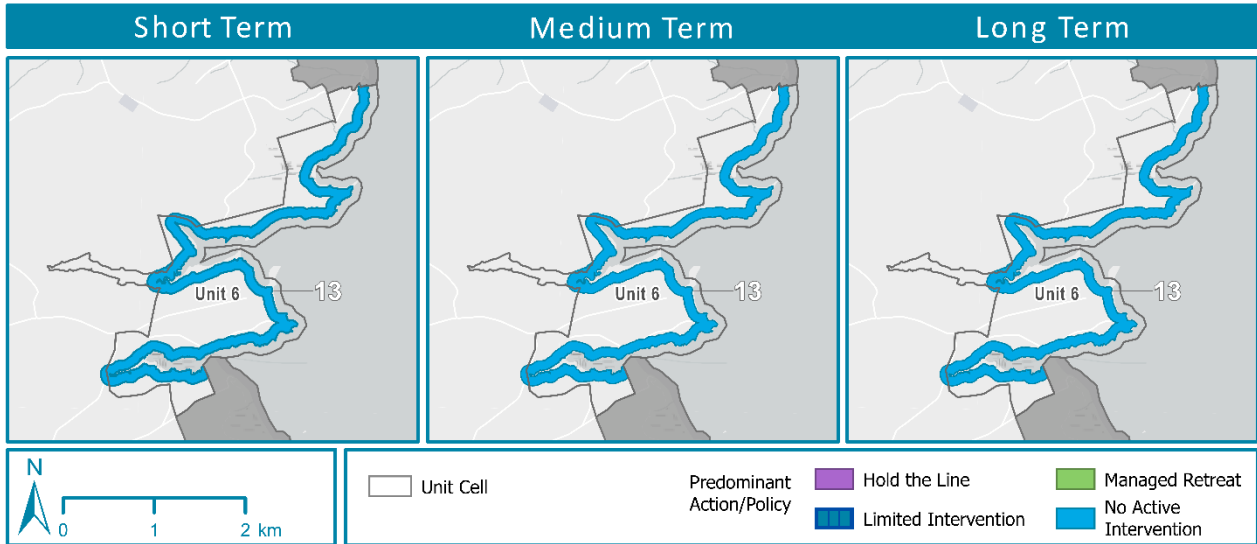 Short Term
Medium Term
Long Term
Unit 6
13
Unit 6
13
Unit 6
13
N
0 1 2 km
Unit Cell
Predominant
Action/Policy
Hold the Line
Limited Intervention
Managed Retreat
No Active
Intervention